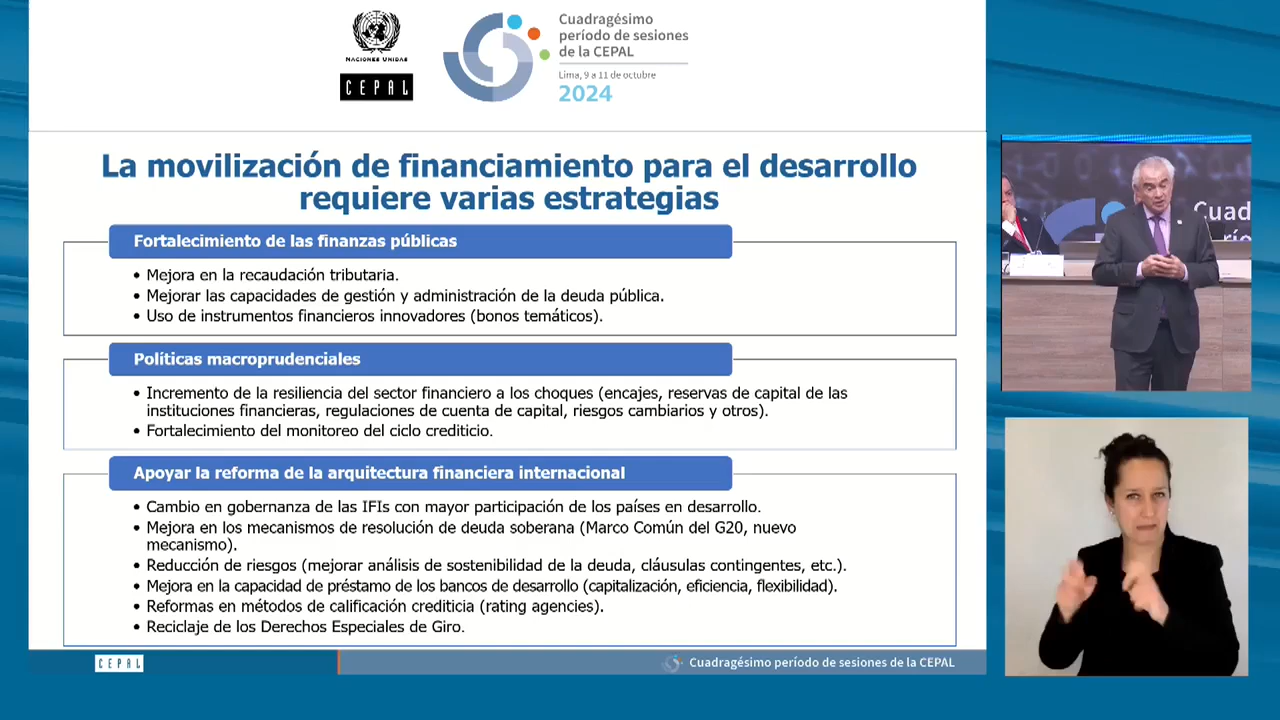 NACIONES UNIDAS
CEPAL
Cuadragésimo
período de sesiones
de la CEPAL
Lima, 9 a 11 de octubre
2024
La movilización de financiamiento para el desarrollo
requiere varias estrategias
Fortalecimiento de las finanzas públicas
• Mejora en la recaudación tributaria.
• Mejorar las capacidades de gestión y administración de la deuda pública.
• Uso de instrumentos financieros innovadores (bonos temáticos).
Políticas macroprudenciales
• Incremento de la resiliencia del sector financiero a los choques (encajes, reservas de capital de las
instituciones financieras, regulaciones de cuenta de capital, riesgos cambiarios y otros).
• Fortalecimiento del monitoreo del ciclo crediticio.
Apoyar la reforma de la arquitectura financiera internacional
• Cambio en gobernanza de las IFIs con mayor participación de los países en desarrollo.
• Mejora en los mecanismos de resolución de deuda soberana (Marco Común del G20, nuevo
mecanismo).
• Reducción de riesgos (mejorar análisis de sostenibilidad de la deuda, cláusulas contingentes, etc.).
• Mejora en la capacidad de préstamo de los bancos de desarrollo (capitalización, eficiencia, flexibilidad).
• Reformas en métodos de calificación crediticia (rating agencies).
• Reciclaje de los Derechos Especiales de Giro.
CEPAL
Cuadragésimo período de sesiones de la CEPAL
Cuad